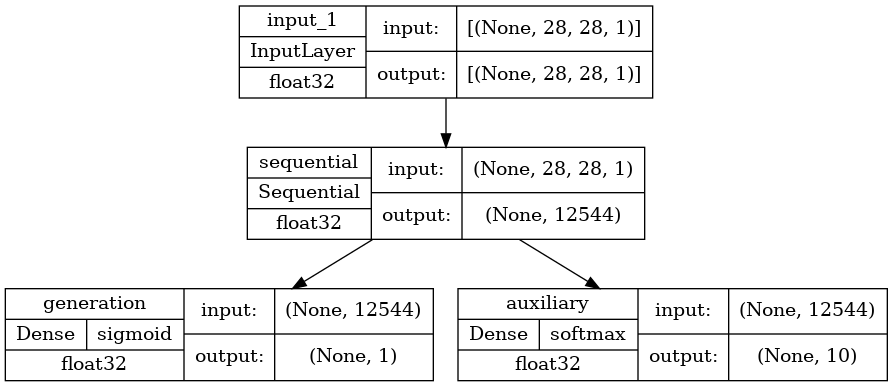 input_1
InputLayer
float32
input:
[(None, 28, 28, 1)]
output:
[(None, 28, 28, 1)]
sequential
Sequential
float32
input:
(None, 28, 28, 1)
output:
(None, 12544)
generation
Dense sigmoid
float32
input:
(None, 12544)
output:
(None, 1)
auxiliary
Dense softmax
float32
input:
(None, 12544)
output:
(None, 10)